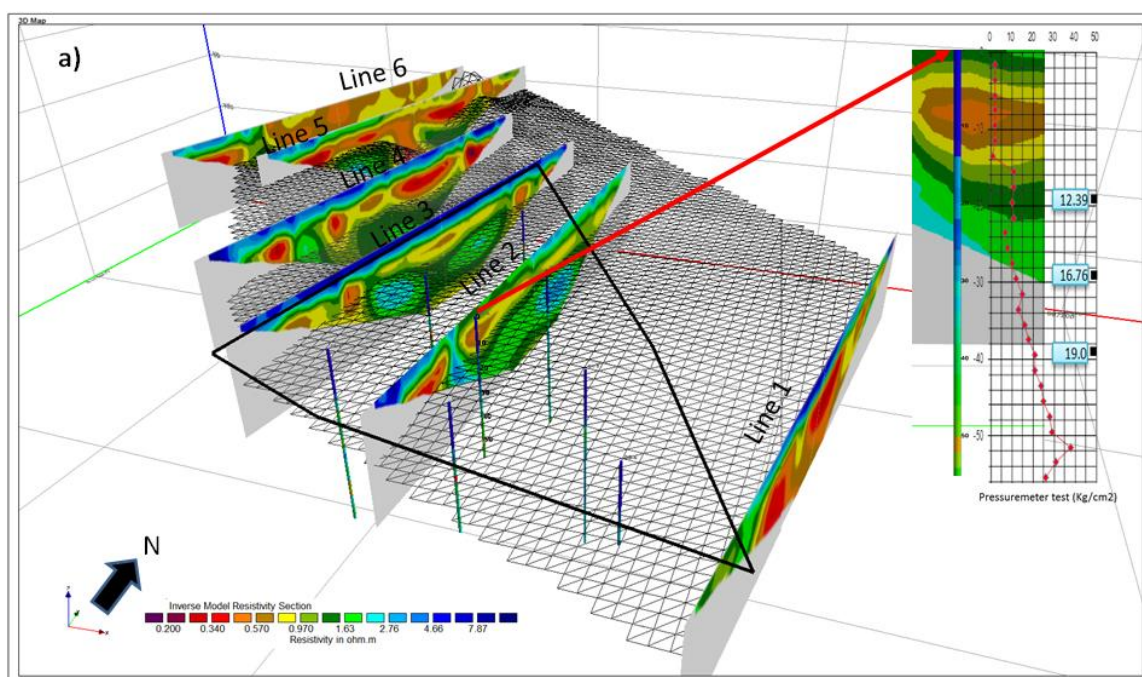 3D Map
a)
Line 6
Line 5
Line 4
Line 3
Line 2
Line 1
N
Inverse Model Resistivity Section
0.200 0.340 0.570 0.970 1.63 2.76 4.66 7.87
Resistivity in ohm.m
0 10 20 30 40 50
12.39
16.76
-30
19.0
-40
-50
Pressuremeter test (Kg/cm2)